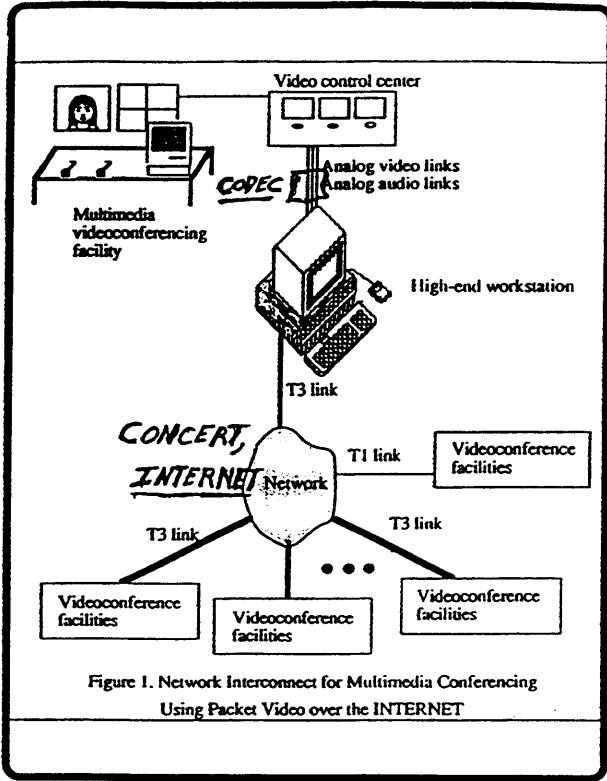 Video control center
Analog video links
CODEC
Analog audio links
Multimedia
videoconferencing
facility
High-end workstation
T3 link
CONCERT,
INTERNET
Network
T1 link
Videoconference
facilities
T3 link
T3 link
Videoconference
facilities
Videoconference
facilities
Videoconference
facilities
Figure 1. Network Interconnect for Multimedia Conferencing
Using Packet Video over the INTERNET